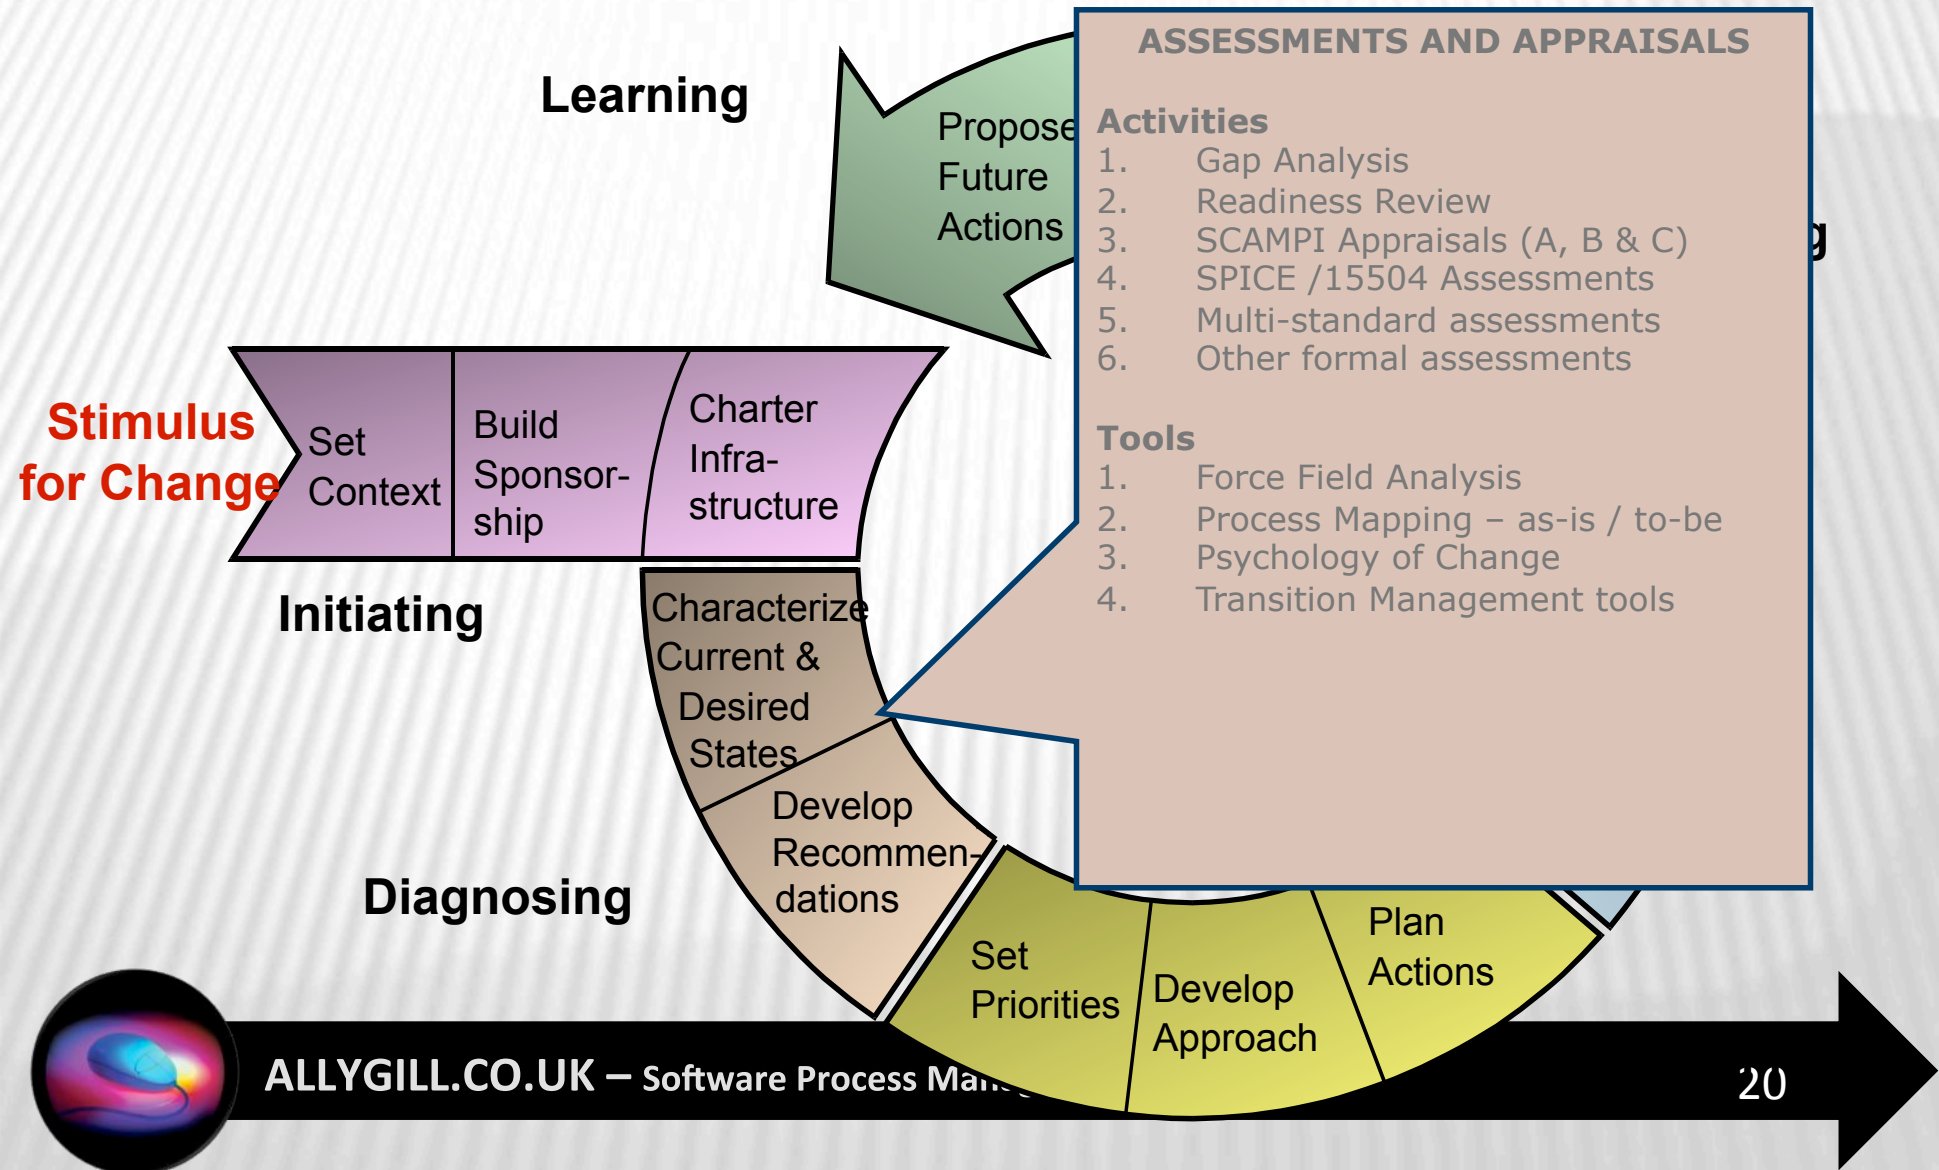 Learning
Propose
Future
Actions
ASSESSMENTS AND APPRAISALS
Activities
1. Gap Analysis
2. Readiness Review
3. SCAMPI Appraisals (A, B & C)
4. SPICE /15504 Assessments
5. Multi-standard assessments
6. Other formal assessments
Tools
1. Force Field Analysis
2. Process Mapping – as-is / to-be
3. Psychology of Change
4. Transition Management tools
g
Stimulus
for Change
Set
Context
Build
Sponsor-
ship
Charter
Infra-
structure
Initiating
Characterize
Current &
Desired
States
Develop
Recommen-
dations
Diagnosing
Set
Priorities
Develop
Approach
Plan
Actions
ALLYGILL.CO.UK – Software Process
20